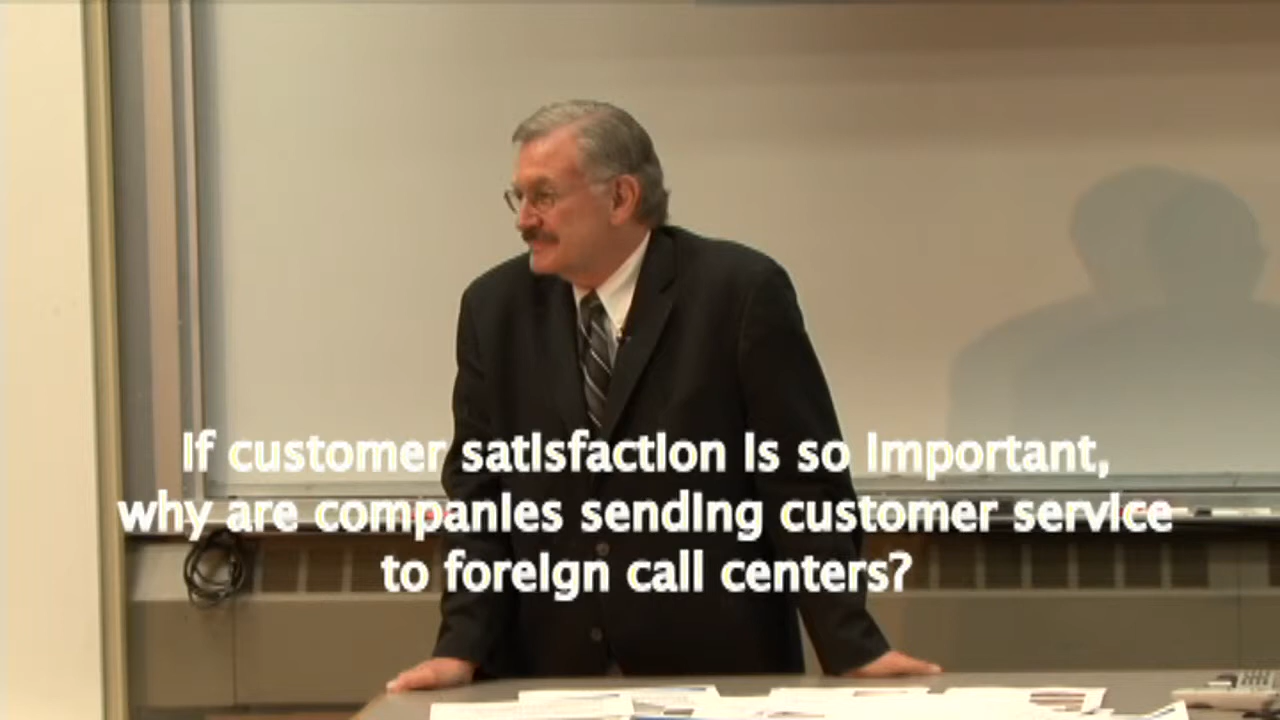 If customer satisfaction is so important,
why are companies sending customer service
to foreign call centers?